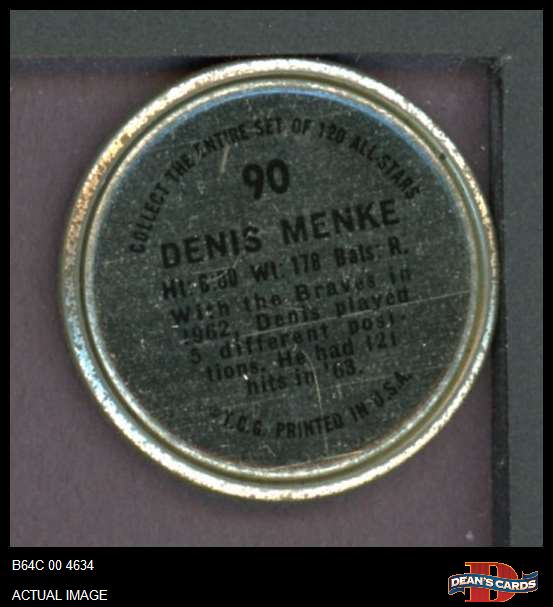 COLLECT THE ENTIRE SET OF 120 ALL-STARS
90
DENIS MENKE
Ht: 6:00 Wt: 178 Bats: R.
With the Braves in
1962, Denis played
5 different posi-
tions. He had 121
hits in '63.
©T.C.G. PRINTED IN U.S.A.
B64C 00 4634
ACTUAL IMAGE
D
DEAN'S CARDS